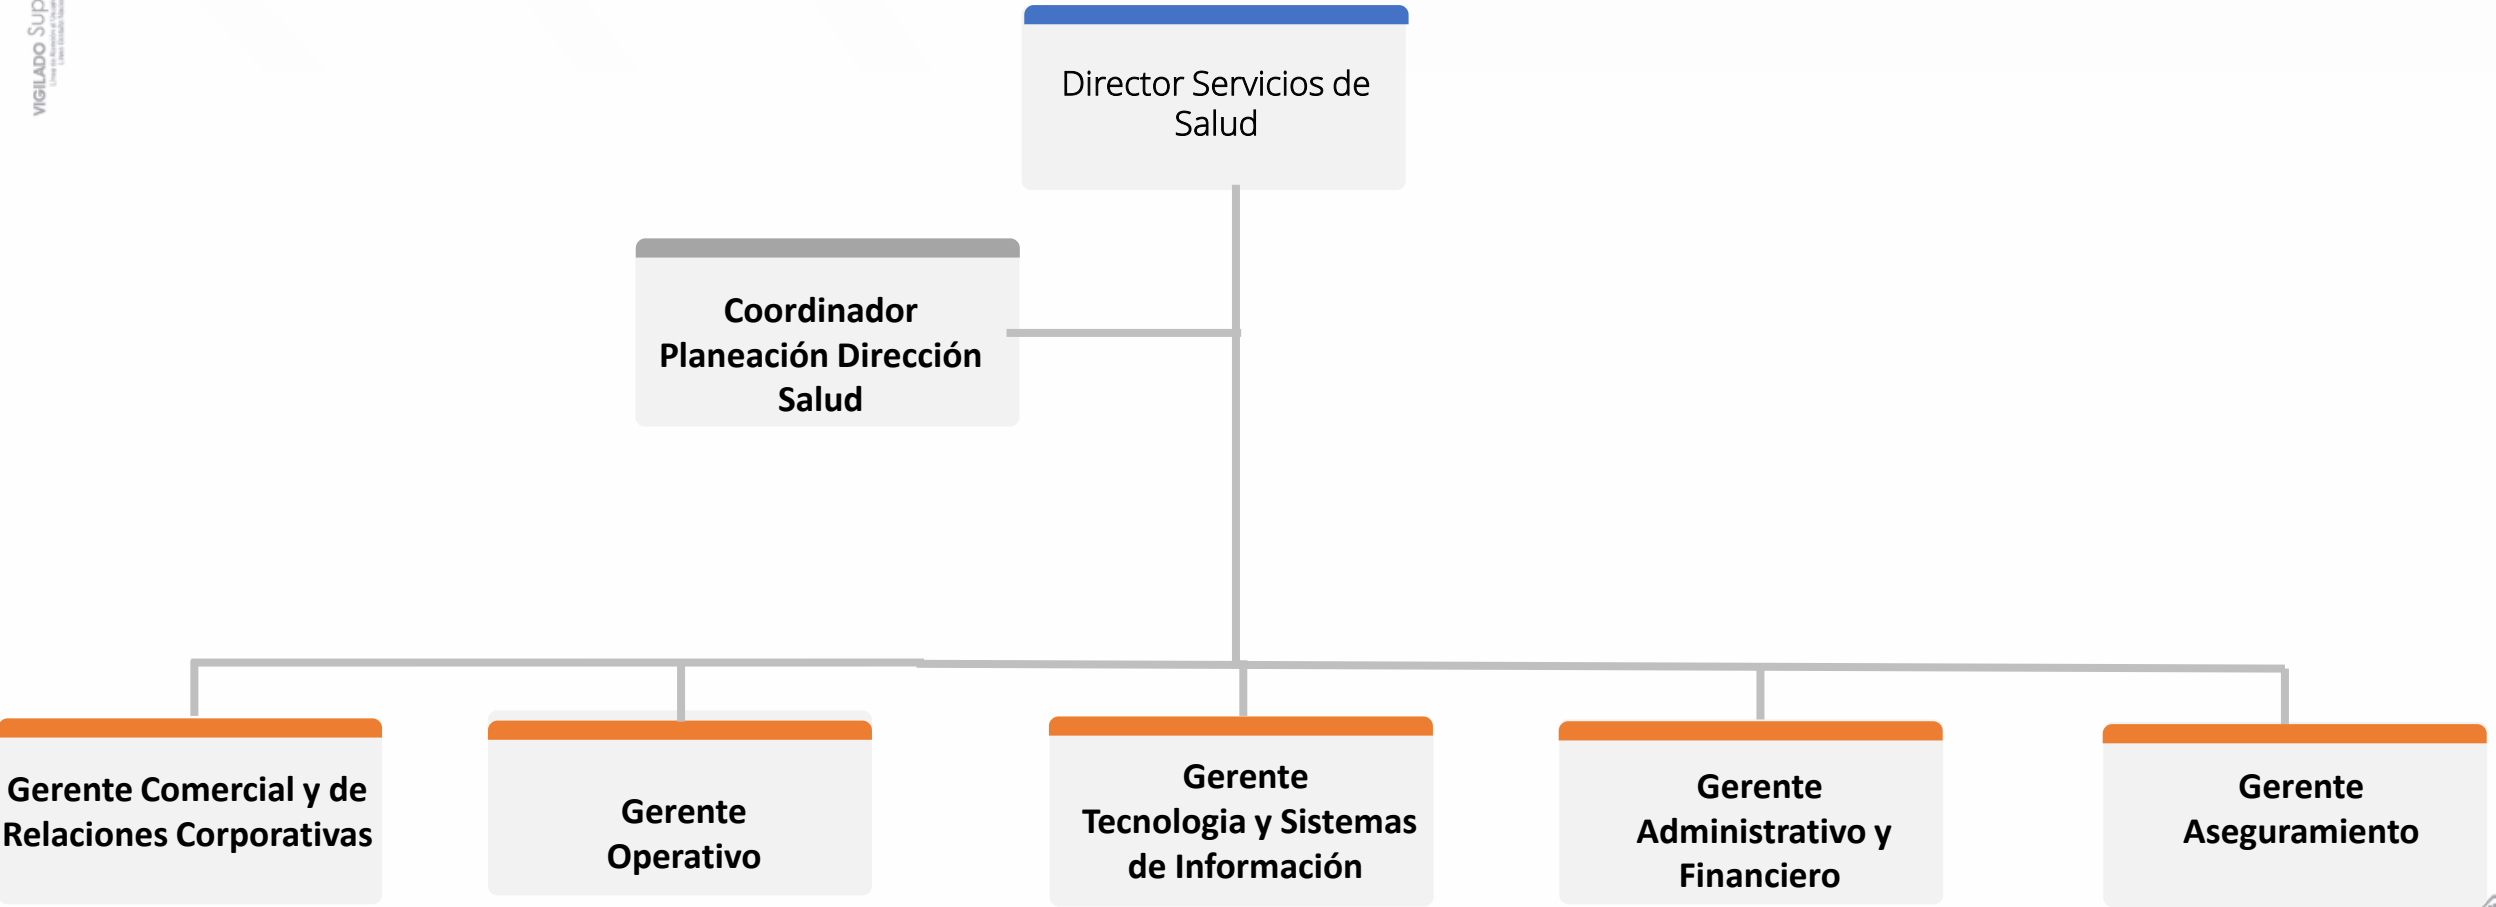 VIGILADO
Director Servicios de
Salud
Coordinador
Planeación Dirección
Salud
Gerente Comercial y de
Relaciones Corporativas
Gerente
Operativo
Gerente
Tecnologia y Sistemas
de Información
Gerente
Administrativo y
Financiero
Gerente
Aseguramiento